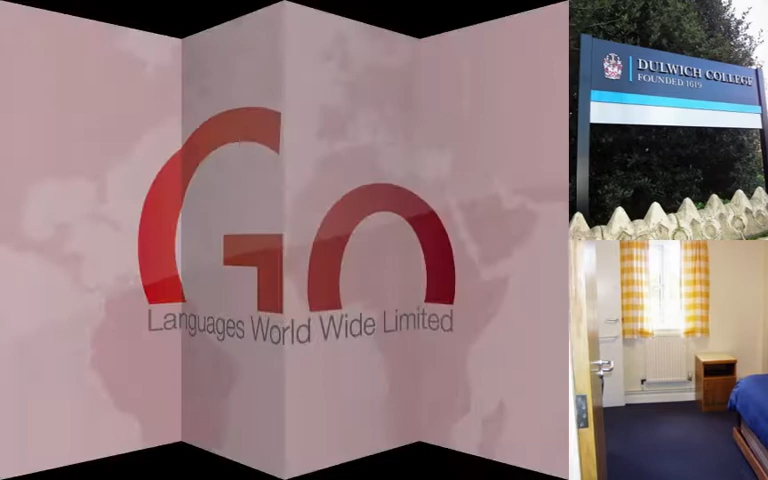 Go
Languages World Wide Limited
DULWICH COLLEGE
FOUNDED 1619